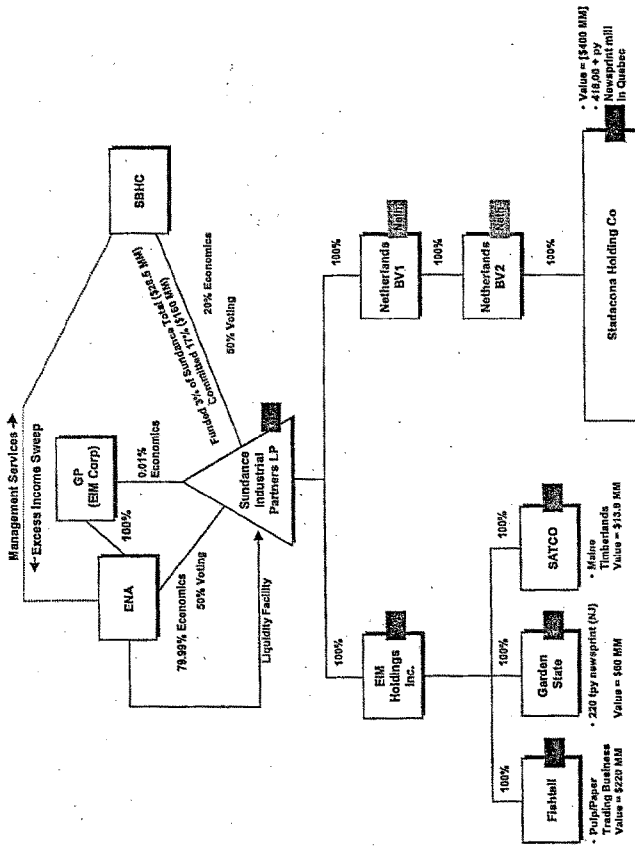 Management Services →
← Excess Income Sweep
ENA
100%
GP
(EIM Corp)
SBHC
79.99% Economics
50% Voting
0.01%
Economics
Funded 3% of Sundance Total ($28.5 MM)
Committed 17% ($160 MM)
20% Economics
50% Voting
Liquidity Facility
Sundance
Industrial
Partners LP
100%
EIM
Holdings
Inc.
100%
Netherlands
BV1
100%
Netherlands
BV2
100%
Stadacona Holding Co
• Value = [$400 MM]
• 418,00 + py
Newsprint mill
in Quebec
100%
Fishtail
• Pulp/Paper
Trading Business
Value = $220 MM
100%
Garden
State
• 220 tpy newsprint (NJ)
Value = $60 MM
100%
SATCO
• Maine
Timberlands
Value = $13.9 MM